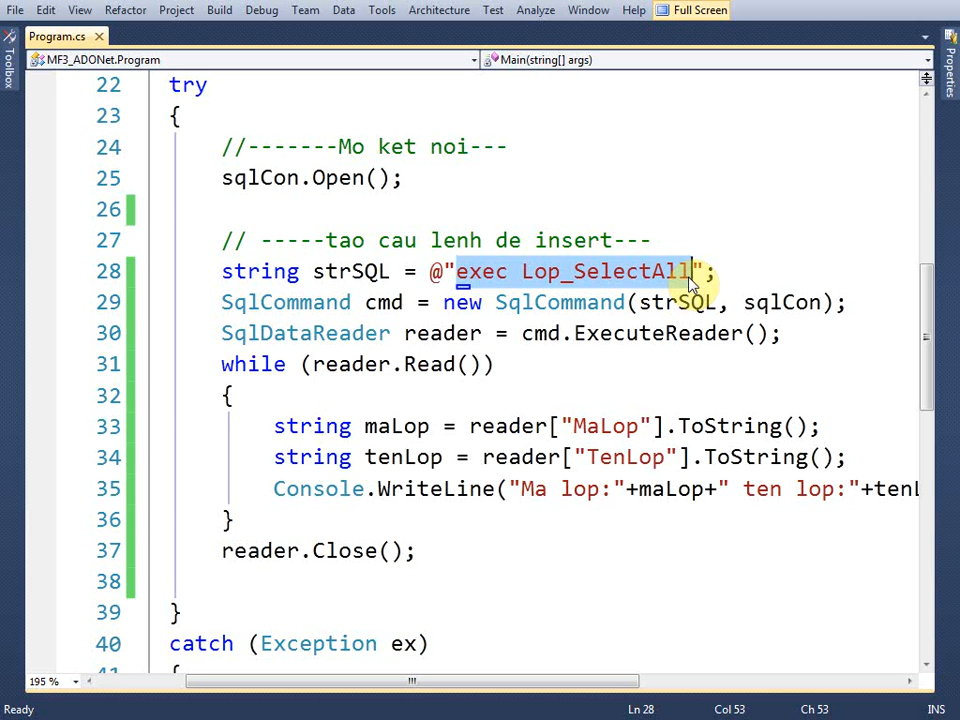 File Edit View Refactor Project Build Debug Team Data Tools Architecture Test Analyze Window Help Full Screen
Program.cs
MF3_ADONet.Program Main(string[] args)
Toolbox
Properties
22 try
23 {
24 //-------Mo ket noi---
25 sqlCon.Open();
26
27 // -----tao cau lenh de insert---
28 string strSQL = @"exec Lop_SelectAll";
29 SqlCommand cmd = new SqlCommand(strSQL, sqlCon);
30 SqlDataReader reader = cmd.ExecuteReader();
31 while (reader.Read())
32 {
33 string maLop = reader["MaLop"].ToString();
34 string tenLop = reader["TenLop"].ToString();
35 Console.WriteLine("Ma lop:"+maLop+" ten lop:"+tenL
36 }
37 reader.Close();
38
39 }
40 catch (Exception ex)
195 %
Ready Ln 28 Col 53 Ch 53 INS